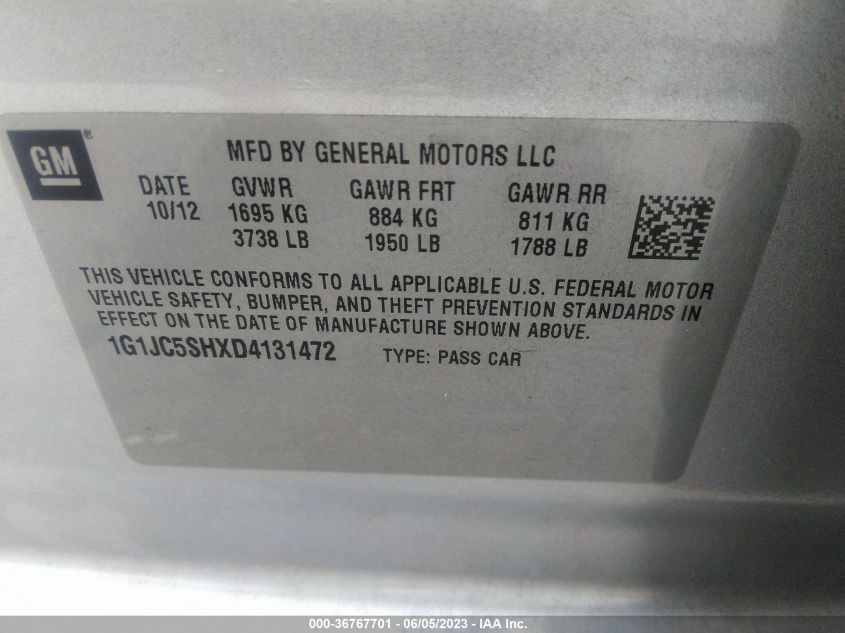 GM®
MFD BY GENERAL MOTORS LLC
DATE GVWR GAWR FRT GAWR RR
10/12 1695 KG 884 KG 811 KG
3738 LB 1950 LB 1788 LB
THIS VEHICLE CONFORMS TO ALL APPLICABLE U.S. FEDERAL MOTOR
VEHICLE SAFETY, BUMPER, AND THEFT PREVENTION STANDARDS IN
EFFECT ON THE DATE OF MANUFACTURE SHOWN ABOVE.
1G1JC5SHXD4131472 TYPE: PASS CAR
000-36767701 - 06/05/2023 - IAA Inc.